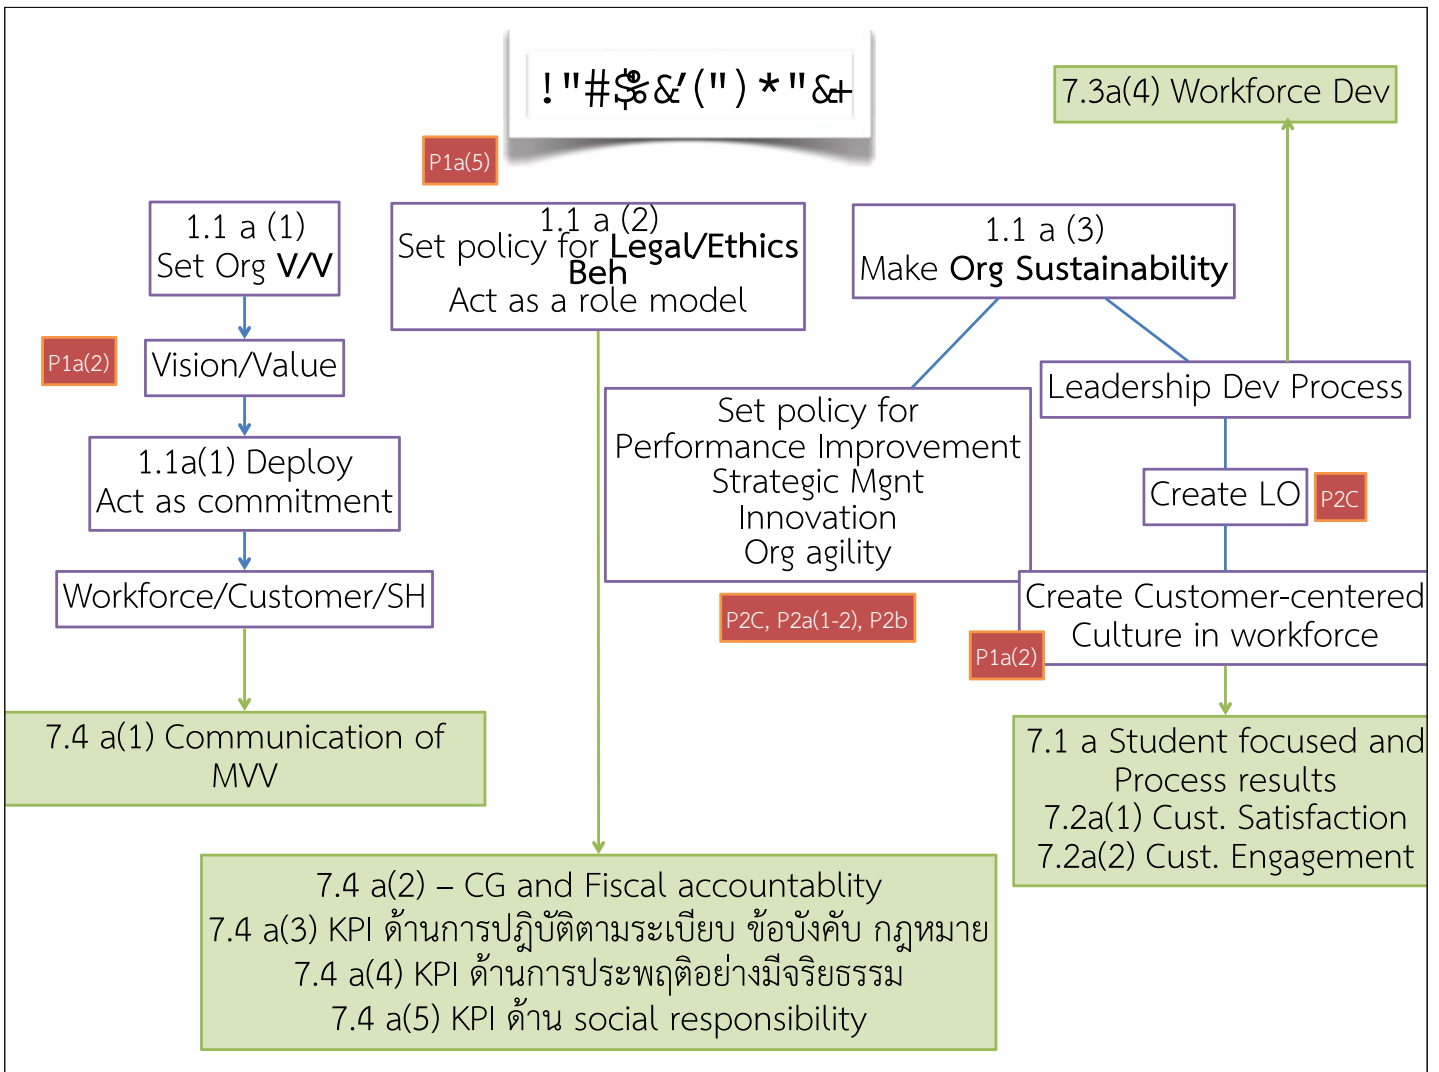 !"#$%&'(")*"&+
7.3a(4) Workforce Dev
P1a(5)
1.1 a (1)
Set Org V/V
1.1 a (2)
Set policy for Legal/Ethics
Beh
Act as a role model
1.1 a (3)
Make Org Sustainability
P1a(2)
Vision/Value
Leadership Dev Process
Set policy for
Performance Improvement
Strategic Mgnt
Innovation
Org agility
1.1a(1) Deploy
Act as commitment
Create LO
P2C
Workforce/Customer/SH
P2C, P2a(1-2), P2b
Create Customer-centered
Culture in workforce
P1a(2)
7.4 a(1) Communication of
MVV
7.1 a Student focused and
Process results
7.2a(1) Cust. Satisfaction
7.2a(2) Cust. Engagement
7.4 a(2) – CG and Fiscal accountablity
7.4 a(3) KPI ด้านการปฎิบัติตามระเบียบ ข้อบังคับ กฎหมาย
7.4 a(4) KPI ด้านการประพฤติอย่างมีจริยธรรม
7.4 a(5) KPI ด้าน social responsibility